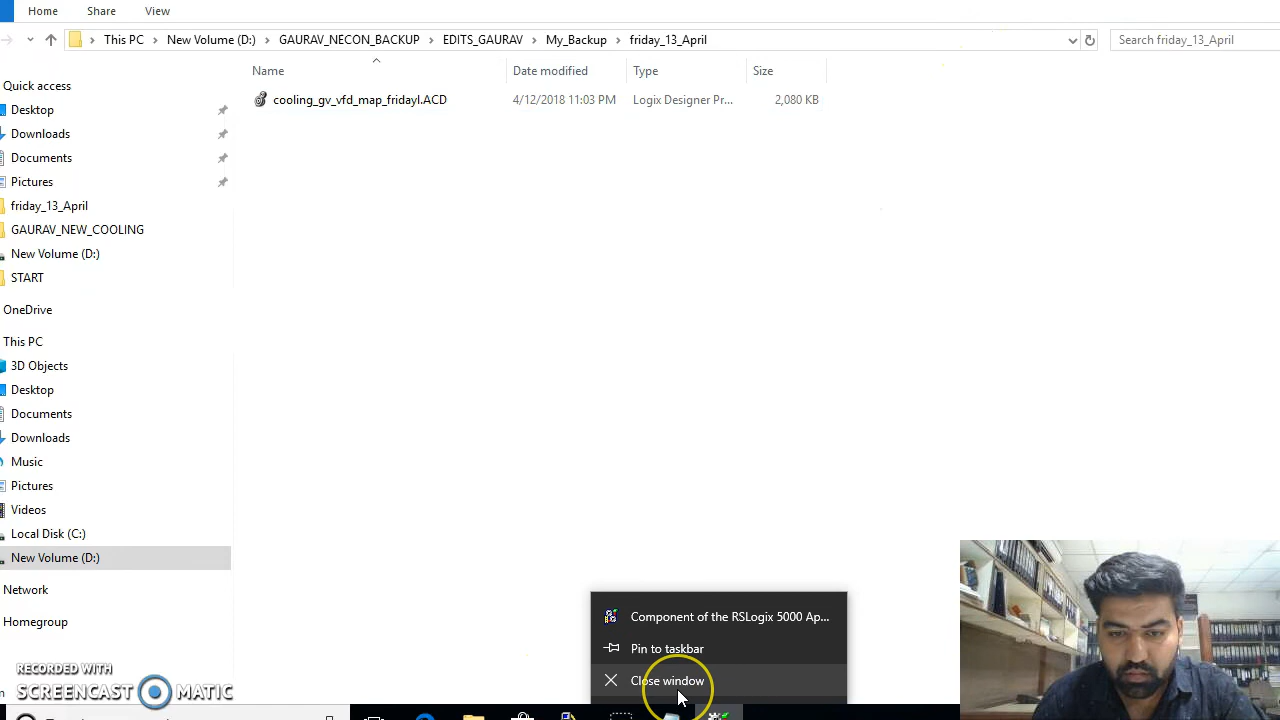 Home Share View
This PC New Volume (D:) GAURAV_NECON_BACKUP EDITS_GAURAV My_Backup friday_13_April Search friday_13_April
Name Date modified Type Size
Quick access
cooling_gv_vfd_map_fridayl.ACD 4/12/2018 11:03 PM Logix Designer Pr... 2,080 KB
Desktop
Downloads
Documents
Pictures
friday_13_April
GAURAV_NEW_COOLING
New Volume (D:)
START
OneDrive
This PC
3D Objects
Desktop
Documents
Downloads
Music
Pictures
Videos
Local Disk (C:)
New Volume (D:)
Network
Homegroup
Component of the RSLogix 5000 Ap...
Pin to taskbar
Close window
RECORDED WITH
SCREENCAST MATIC